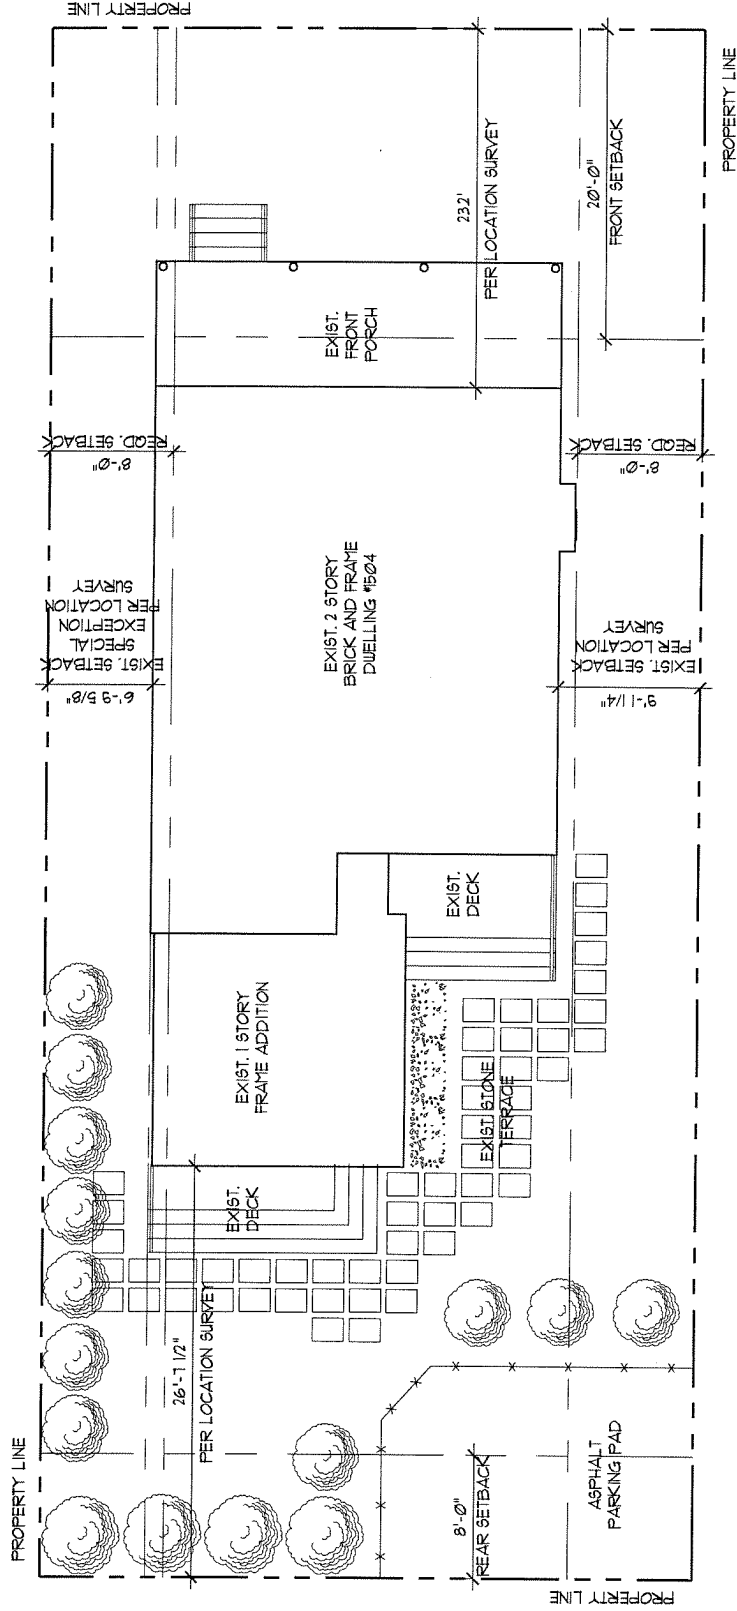 PROPERTY LINE
PROPERTY LINE
23.2'
PER LOCATION SURVEY
20'-0"
FRONT SETBACK
EXIST.
FRONT
PORCH
8'-0"
REQD. SETBACK
8'-0"
REQD. SETBACK
EXIST. 2 STORY
BRICK AND FRAME
DWELLING #1504
6'-9 5/8"
EXIST. SETBACK
SPECIAL
EXCEPTION
PER LOCATION
SURVEY
9'-1 1/4"
EXIST. SETBACK
PER LOCATION
SURVEY
EXIST.
DECK
EXIST. 1 STORY
FRAME ADDITION
EXIST STONE
TERRACE
EXIST.
DECK
26'-7 1/2"
PER LOCATION SURVEY
PROPERTY LINE
8'-0"
REAR SETBACK
ASPHALT
PARKING PAD
PROPERTY LINE